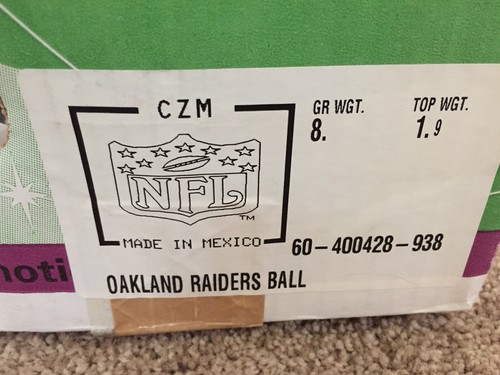 CZM
NFL
TM
MADE IN MEXICO
GR WGT.
8.
TOP WGT.
1.9
60-400428-938
OAKLAND RAIDERS BALL
noti